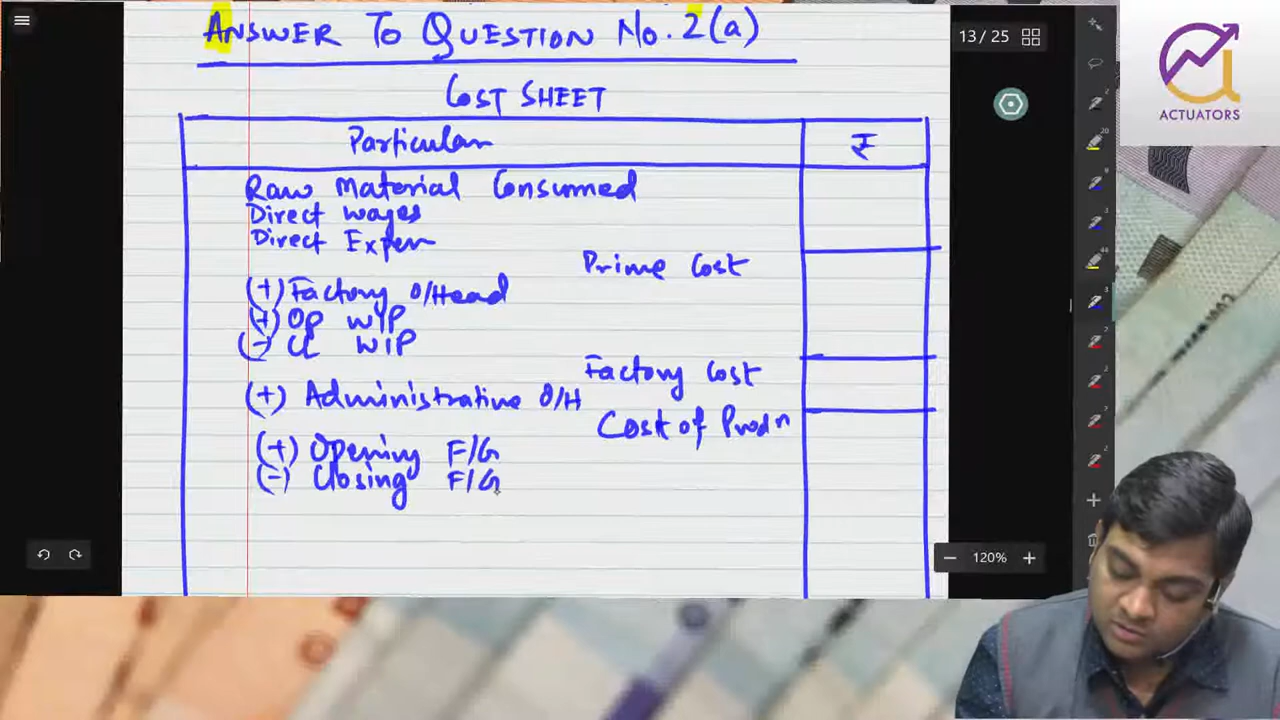 ANSWER TO QUESTION No. 2(a)
13 / 25
COST SHEET
ACTUATORS
Particulars ₹
Raw Material Consumed
Direct wages
Direct Expen
Prime Cost
(+) Factory O/Head
(+) Op WIP
(-) CL WIP
Factory Cost
(+) Administrative O/H
Cost of Prodn
(+) Opening F/G
(-) Closing F/G
120%